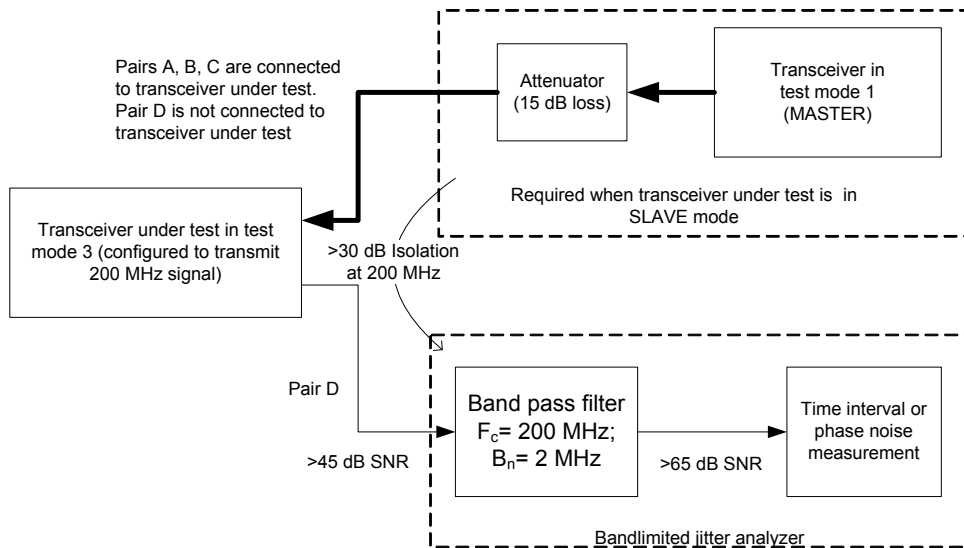 Pairs A, B, C are connected
to transceiver under test.
Pair D is not connected to
transceiver under test
Attenuator
(15 dB loss)
Transceiver in
test mode 1
(MASTER)
Required when transceiver under test is in
SLAVE mode
Transceiver under test in test
mode 3 (configured to transmit
200 MHz signal)
>30 dB Isolation
at 200 MHz
Pair D
>45 dB SNR
Band pass filter
Fc= 200 MHz;
Bn= 2 MHz
>65 dB SNR
Time interval or
phase noise
measurement
Bandlimited jitter analyzer